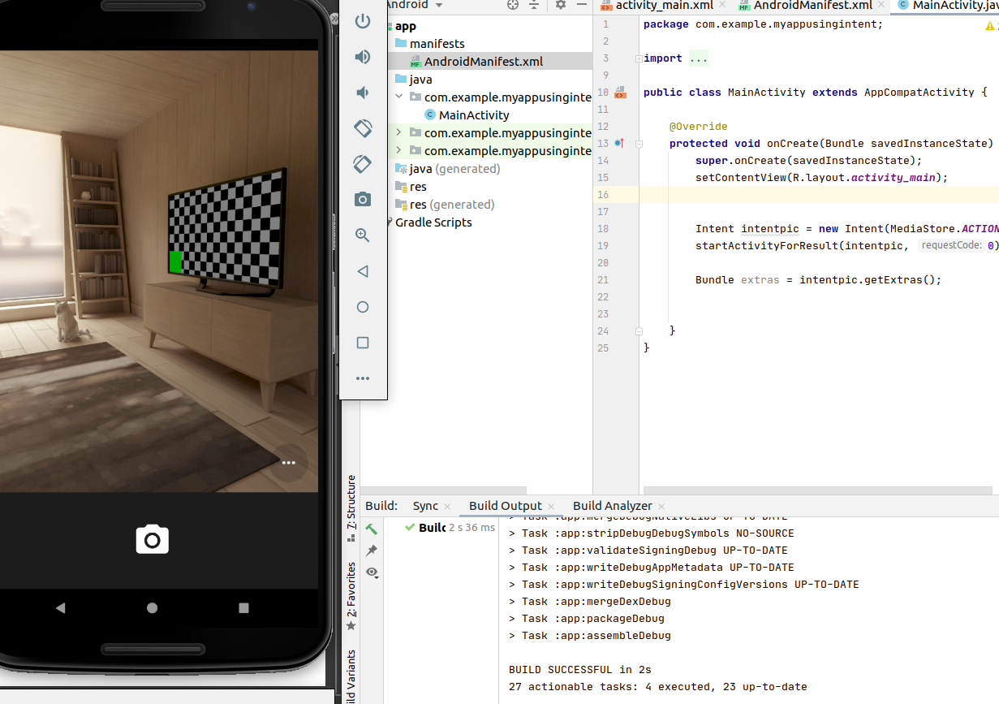 Android
app
manifests
AndroidManifest.xml
java
com.example.myappusinginte
MainActivity
com.example.myappusinginte
com.example.myappusinginte
java (generated)
res
res (generated)
Gradle Scripts
activity_main.xml
AndroidManifest.xml
MainActivity.jav
1 package com.example.myappusingintent;
2
3 import ...
9
10 public class MainActivity extends AppCompatActivity {
11
12 @Override
13 protected void onCreate(Bundle savedInstanceState)
14 super.onCreate(savedInstanceState);
15 setContentView(R.layout.activity_main);
16
17
18 Intent intentpic = new Intent(MediaStore.ACTION
19 startActivityForResult(intentpic, requestCode: 0)
20
21 Bundle extras = intentpic.getExtras();
22
23
24 }
25 }
7: Structure
2: Favorites
ild Variants
Build: Sync Build Output Build Analyzer
Build 2 s 36 ms
> Task :app:mergeDebugNativeLibs UP-TO-DATE
> Task :app:stripDebugDebugSymbols NO-SOURCE
> Task :app:validateSigningDebug UP-TO-DATE
> Task :app:writeDebugAppMetadata UP-TO-DATE
> Task :app:writeDebugSigningConfigVersions UP-TO-DATE
> Task :app:mergeDexDebug
> Task :app:packageDebug
> Task :app:assembleDebug
BUILD SUCCESSFUL in 2s
27 actionable tasks: 4 executed, 23 up-to-date